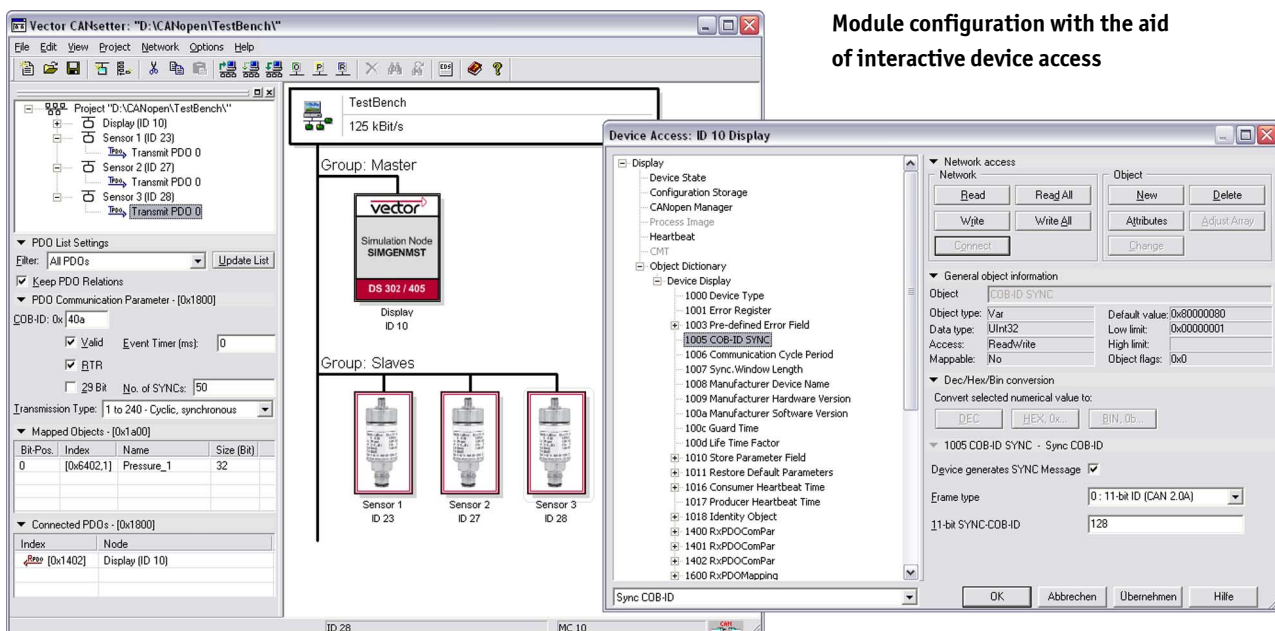 Module configuration with the aid
of interactive device access
Vector CANsetter: "D:\CANopen\TestBench\"
File Edit View Project Network Options Help
EDS
Project "D:\CANopen\TestBench\"
Display (ID 10)
Sensor 1 (ID 23)
TPDO Transmit PDO 0
Sensor 2 (ID 27)
TPDO Transmit PDO 0
Sensor 3 (ID 28)
TPDO Transmit PDO 0
PDO List Settings
Filter: All PDOs Update List
Keep PDO Relations
PDO Communication Parameter - [0x1800]
COB-ID: 0x 40a
Valid Event Timer (ms): 0
RTR
29 Bit No. of SYNCs: 50
Transmission Type: 1 to 240 - Cyclic, synchronous
Mapped Objects - [0x1a00]
Bit-Pos. Index Name Size (Bit)
0 [0x6402,1] Pressure_1 32
Connected PDOs - [0x1800]
Index Node
RPDO [0x1402] Display (ID 10)
TestBench
125 kBit/s
Group: Master
vector
Simulation Node
SIMGENMST
DS 302 / 405
Display
ID 10
Group: Slaves
Sensor 1
ID 23
Sensor 2
ID 27
Sensor 3
ID 28
ID 28 MC 10 CAN
Device Access: ID 10 Display
Display
Device State
Configuration Storage
CANopen Manager
Process Image
Heartbeat
CMT
Object Dictionary
Device Display
1000 Device Type
1001 Error Register
1003 Pre-defined Error Field
1005 COB-ID SYNC
1006 Communication Cycle Period
1007 Sync.Window Length
1008 Manufacturer Device Name
1009 Manufacturer Hardware Version
100a Manufacturer Software Version
100c Guard Time
100d Life Time Factor
1010 Store Parameter Field
1011 Restore Default Parameters
1016 Consumer Heartbeat Time
1017 Producer Heartbeat Time
1018 Identity Object
1400 RxPDOComPar
1401 RxPDOComPar
1402 RxPDOComPar
1600 RxPDOMapping
Sync COB-ID
Network access
Network Object
Read Read All New Delete
Write Write All Attributes Adjust Array
Connect Change
General object information
Object COB-ID SYNC
Object type: Var Default value: 0x80000080
Data type: UInt32 Low limit: 0x00000001
Access: ReadWrite High limit:
Mappable: No Object flags: 0x0
Dec/Hex/Bin conversion
Convert selected numerical value to:
DEC HEX, 0x... BIN, 0b...
1005 COB-ID SYNC - Sync COB-ID
Device generates SYNC Message
Frame type 0 : 11-bit ID (CAN 2.0A)
11-bit SYNC-COB-ID 128
OK Abbrechen Übernehmen Hilfe